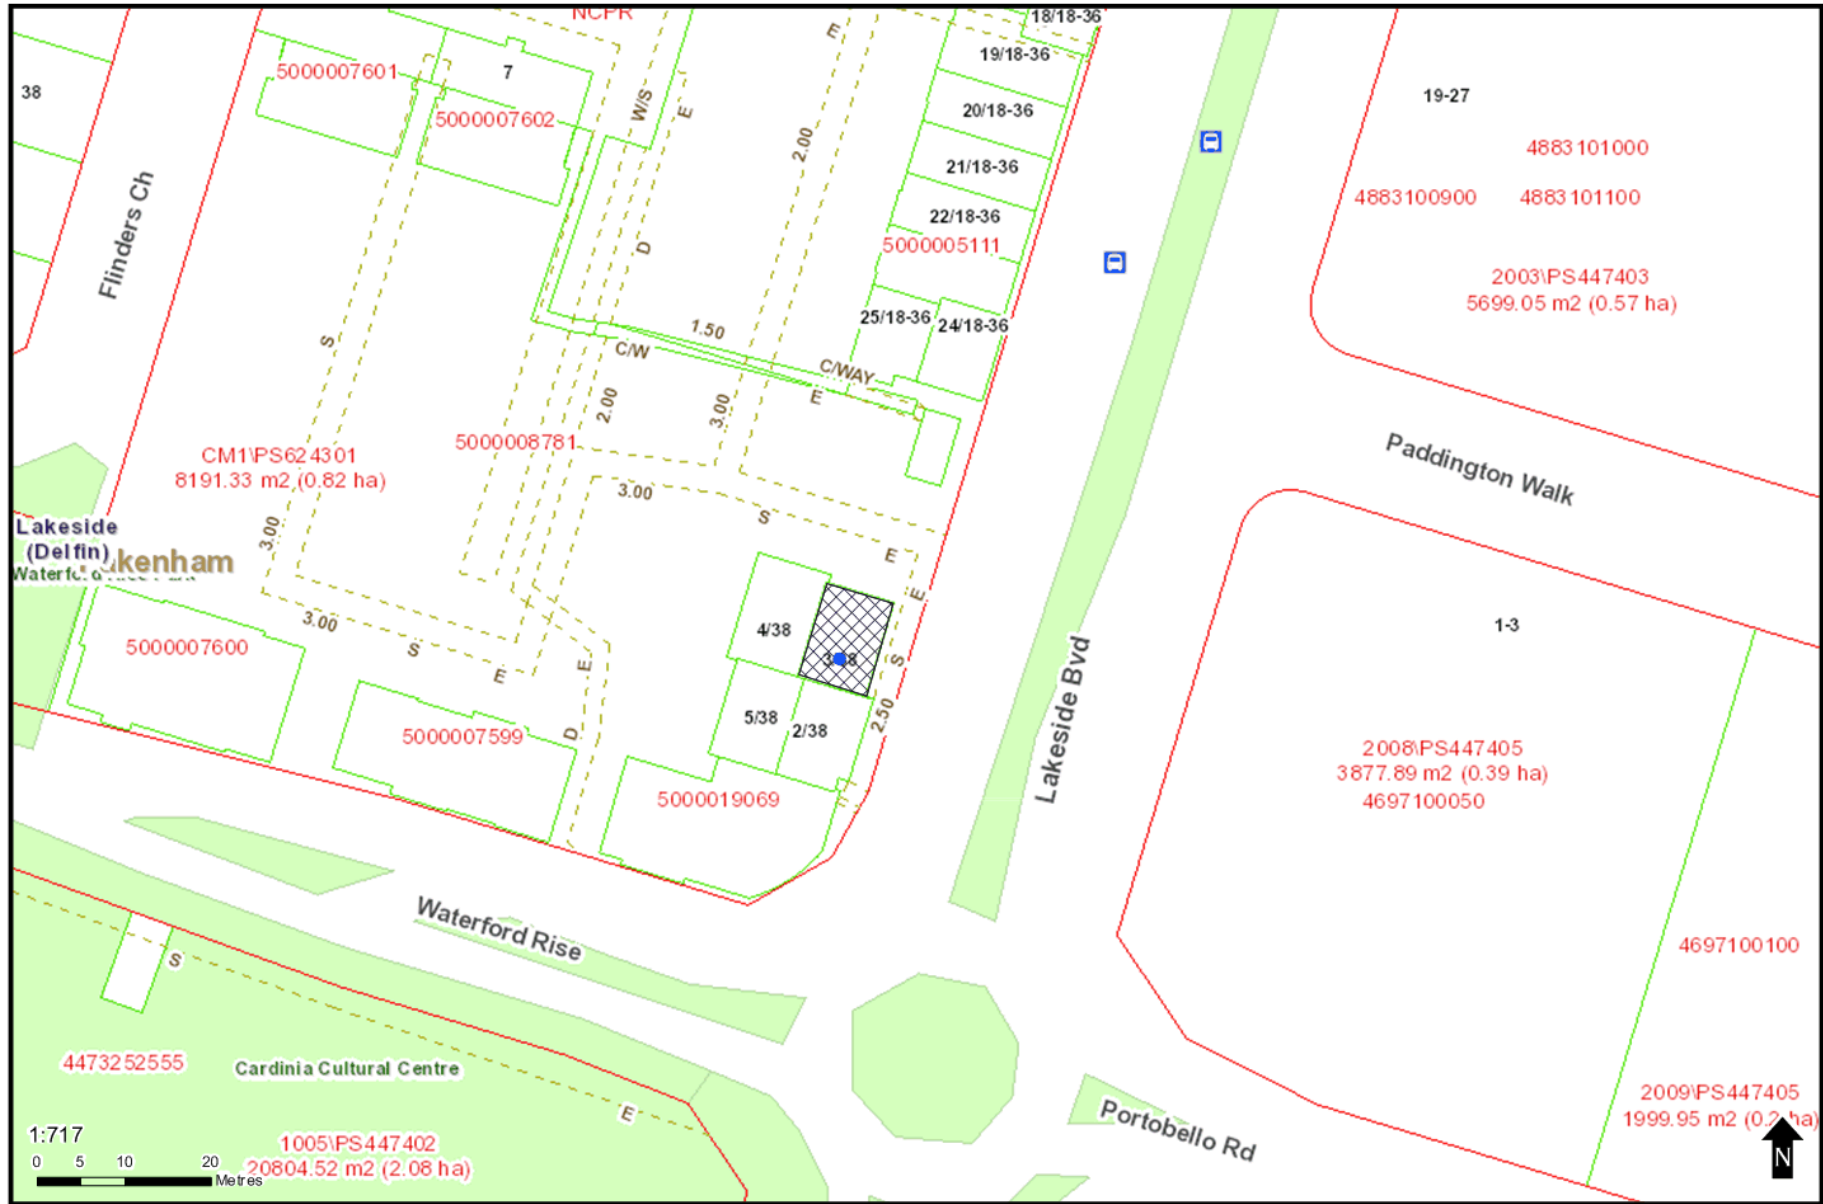 NCPR
18/18-36
19/18-36
20/18-36
21/18-36
22/18-36
5000005111
25/18-36
24/18-36
38
5000007601
7
5000007602
W/S
E
E
2.00
D
Flinders Ch
S
1.50
C/W
C/WAY
E
2.00
3.00
19-27
4883101000
4883100900
4883101100
2003\PS447403
5699.05 m2 (0.57 ha)
Paddington Walk
CM1\PS624301
8191.33 m2 (0.82 ha)
5000008781
3.00
3.00
S
E
E
Lakeside
(Delfin)
3.00
S
E
E
D
5000007600
5000007599
4/38
5/38
2/38
S
2.50
5000019069
Lakeside Bvd
1-3
2008\PS447405
3877.89 m2 (0.39 ha)
4697100050
4697100100
2009\PS447405
1999.95 m2
Waterford Rise
S
4473252555
Cardinia Cultural Centre
E
1005\PS447402
20804.52 m2 (2.08 ha)
Portobello Rd
1:717
0 5 10 20
Metres
N